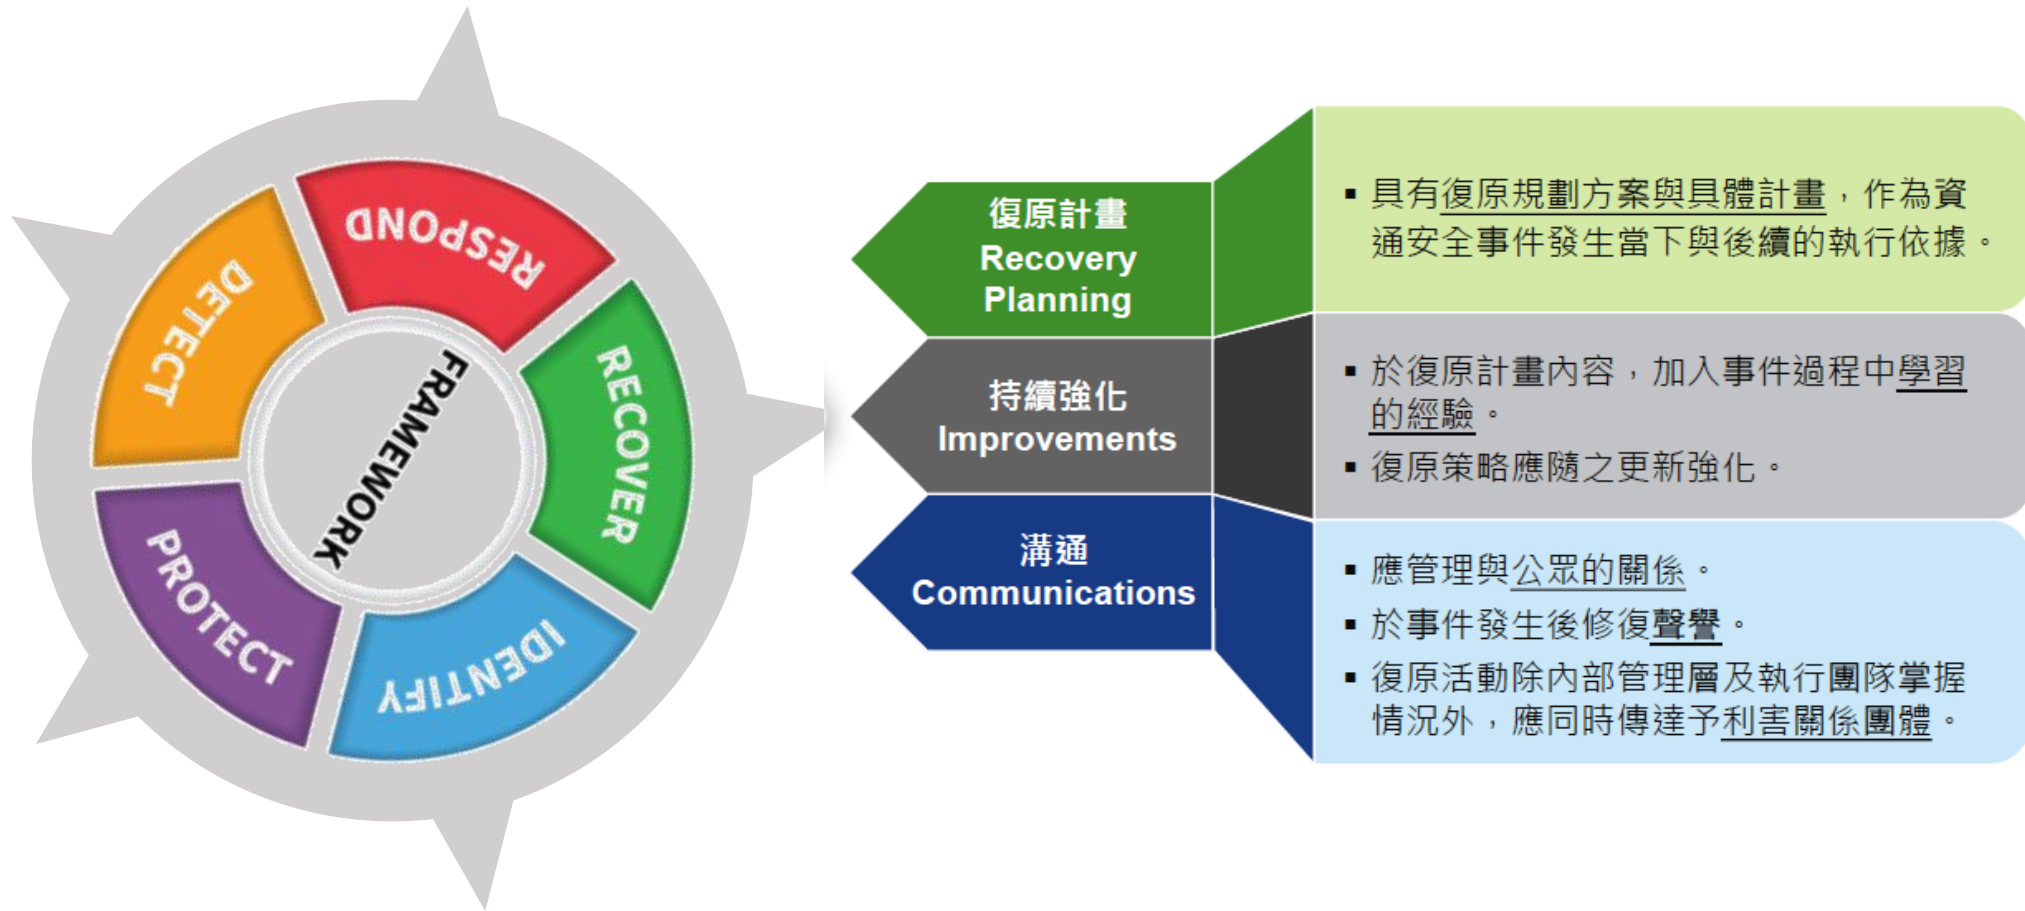 RESPOND
DETECT
RECOVER
FRAMEWORK
PROTECT
IDENTIFY
復原計畫
Recovery
Planning
▪ 具有復原規劃方案與具體計畫，作為資
通安全事件發生當下與後續的執行依據。
持續強化
Improvements
▪ 於復原計畫內容，加入事件過程中學習
的經驗。
▪ 復原策略應隨之更新強化。
溝通
Communications
▪ 應管理與公眾的關係。
▪ 於事件發生後修復聲譽。
▪ 復原活動除內部管理層及執行團隊掌握
情況外，應同時傳達予利害關係團體。